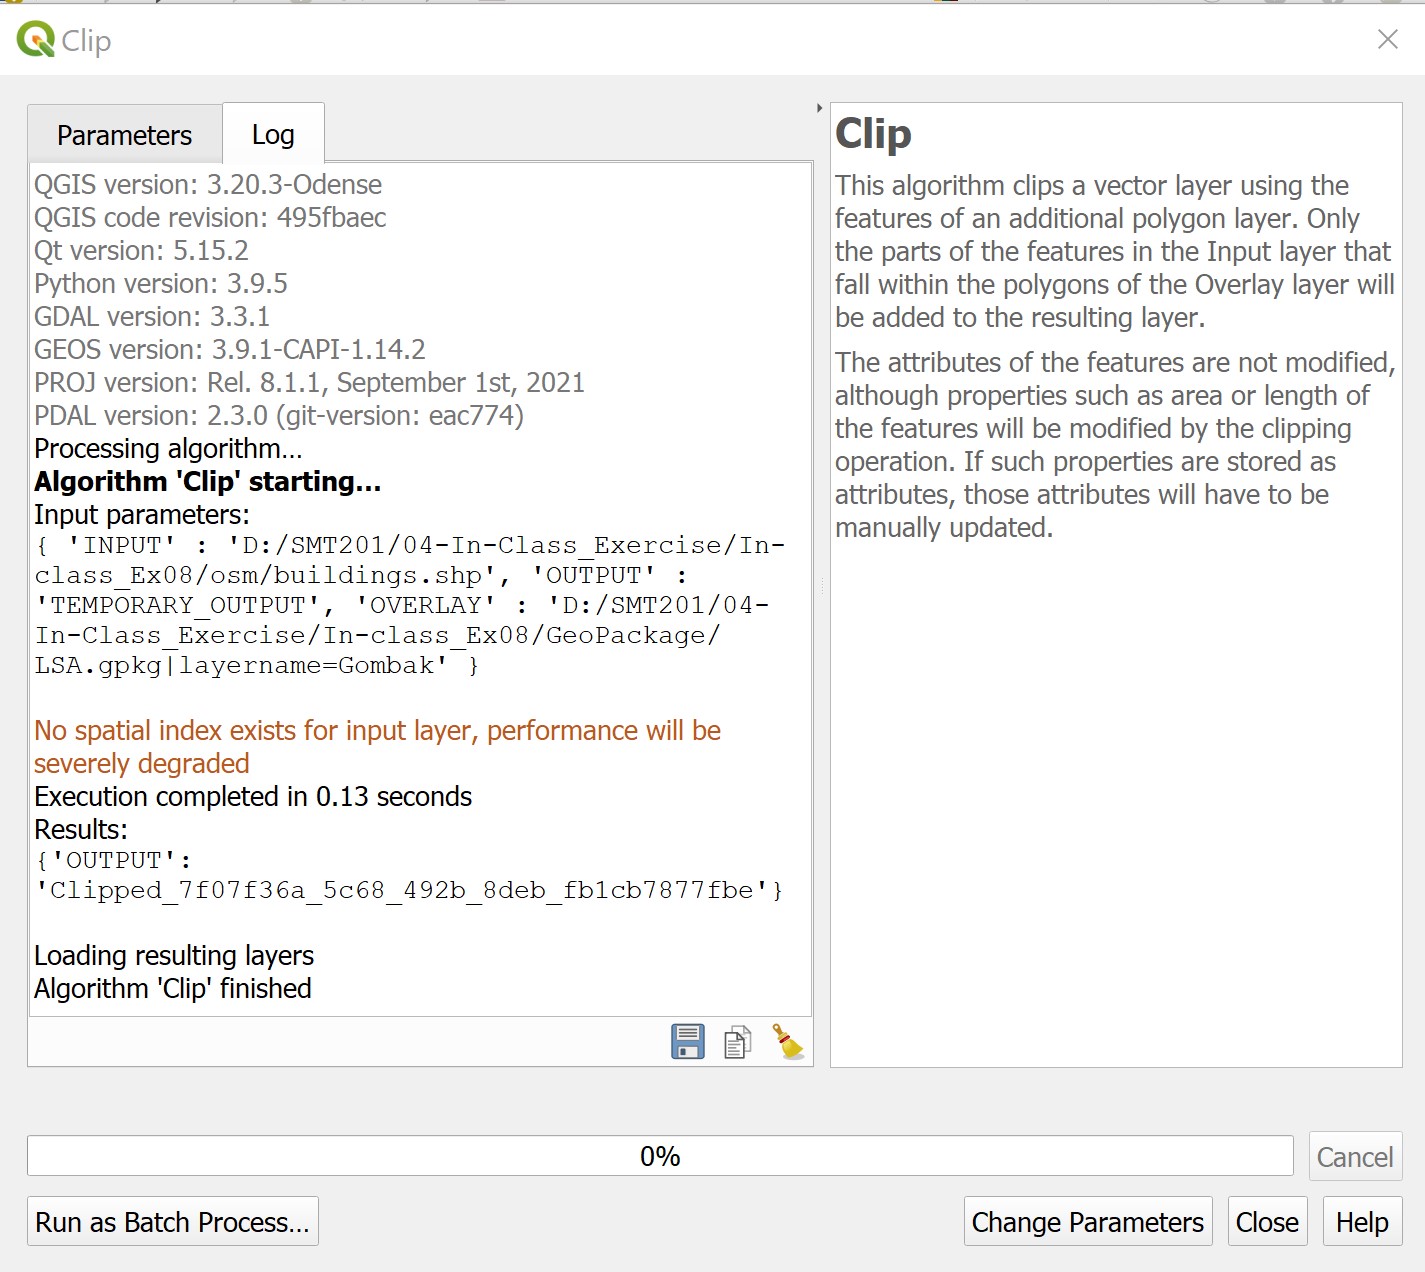 Clip
Parameters
Log
QGIS version: 3.20.3-Odense
QGIS code revision: 495fbaec
Qt version: 5.15.2
Python version: 3.9.5
GDAL version: 3.3.1
GEOS version: 3.9.1-CAPI-1.14.2
PROJ version: Rel. 8.1.1, September 1st, 2021
PDAL version: 2.3.0 (git-version: eac774)
Processing algorithm…
Algorithm 'Clip' starting…
Input parameters:
{ 'INPUT' : 'D:/SMT201/04-In-Class_Exercise/In-
class_Ex08/osm/buildings.shp', 'OUTPUT' :
'TEMPORARY_OUTPUT', 'OVERLAY' : 'D:/SMT201/04-
In-Class_Exercise/In-class_Ex08/GeoPackage/
LSA.gpkg|layername=Gombak' }
No spatial index exists for input layer, performance will be
severely degraded
Execution completed in 0.13 seconds
Results:
{'OUTPUT':
'Clipped_7f07f36a_5c68_492b_8deb_fb1cb7877fbe'}
Loading resulting layers
Algorithm 'Clip' finished
Clip
This algorithm clips a vector layer using the
features of an additional polygon layer. Only
the parts of the features in the Input layer that
fall within the polygons of the Overlay layer will
be added to the resulting layer.
The attributes of the features are not modified,
although properties such as area or length of
the features will be modified by the clipping
operation. If such properties are stored as
attributes, those attributes will have to be
manually updated.
0%
Cancel
Run as Batch Process…
Change Parameters
Close
Help